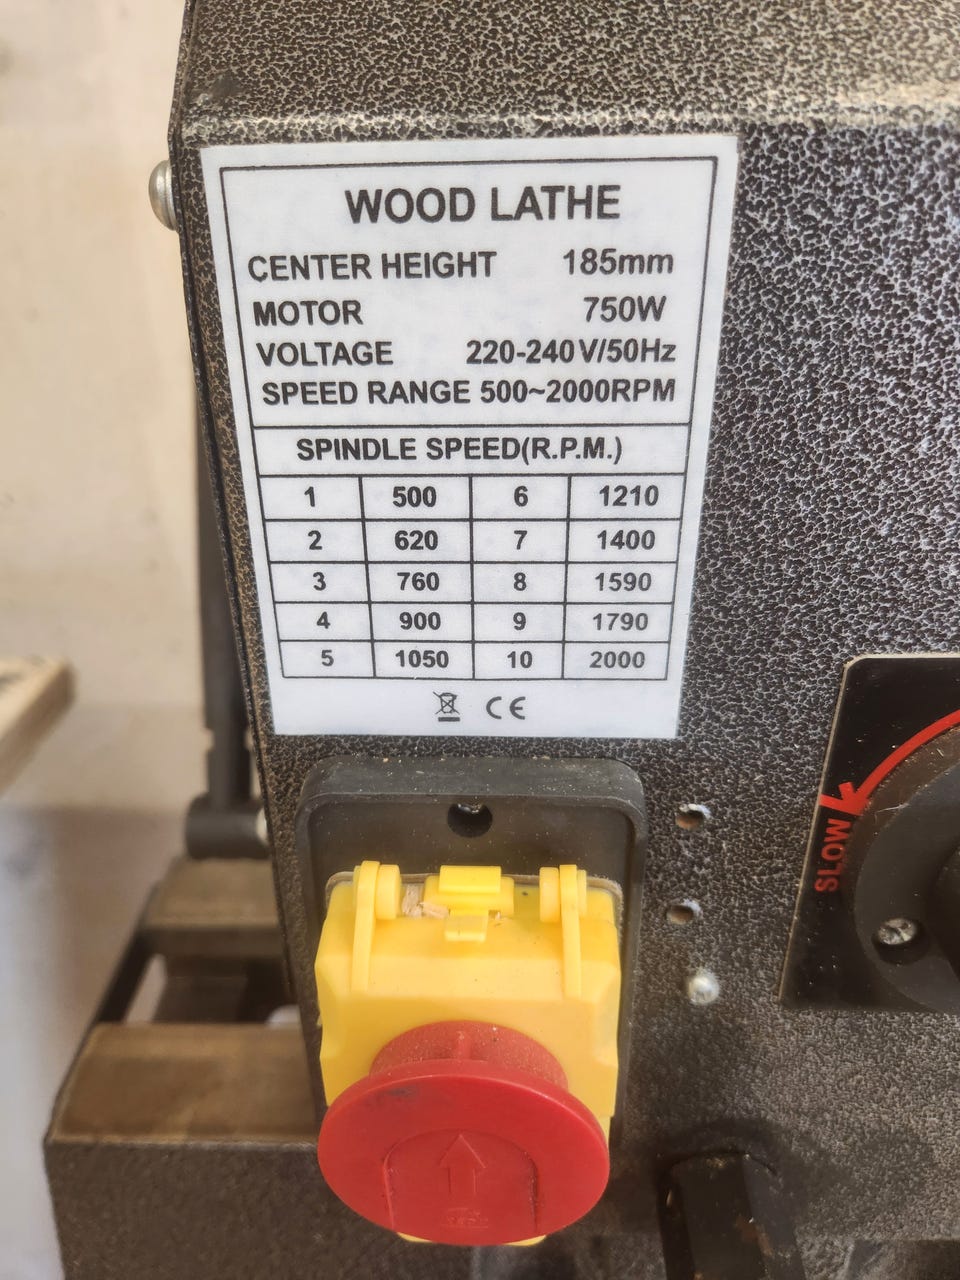 WOOD LATHE
CENTER HEIGHT 185mm
MOTOR 750W
VOLTAGE 220-240V/50Hz
SPEED RANGE 500~2000RPM
SPINDLE SPEED(R.P.M.)
1 500 6 1210
2 620 7 1400
3 760 8 1590
4 900 9 1790
5 1050 10 2000
CE
SLOW